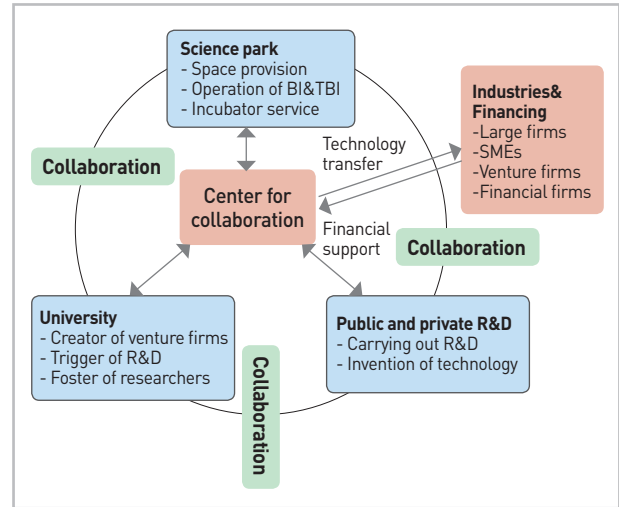 Science park
- Space provision
- Operation of BI&TBI
- Incubator service
Industries&
Financing
-Large firms
-SMEs
-Venture firms
-Financial firms
Technology
transfer
Collaboration
Center for
collaboration
Financial
support
Collaboration
University
- Creator of venture firms
- Trigger of R&D
- Foster of researchers
Public and private R&D
- Carrying out R&D
- Invention of technology
Collaboration